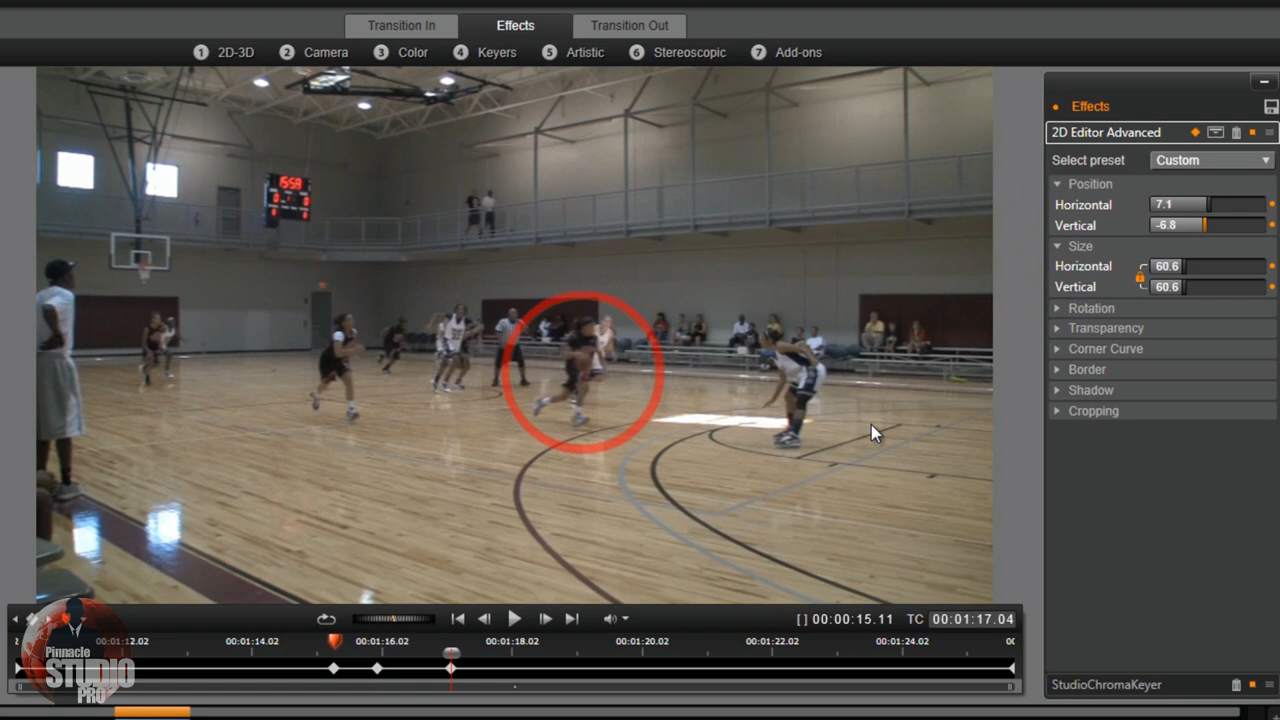 Transition In
Effects
Transition Out
1 2D-3D
2 Camera
3 Color
4 Keyers
5 Artistic
6 Stereoscopic
7 Add-ons
Effects
2D Editor Advanced
Select preset Custom
Position
Horizontal 7.1
Vertical -6.8
Size
Horizontal 60.6
Vertical 60.6
Rotation
Transparency
Corner Curve
Border
Shadow
Cropping
15:59
[ ] 00:00:15.11 TC 00:01:17.04
00:01:12.02 00:01:14.02 00:01:16.02 00:01:18.02 00:01:20.02 00:01:22.02 00:01:24.02
Pinnacle
STUDIO
PRO
StudioChromaKeyer